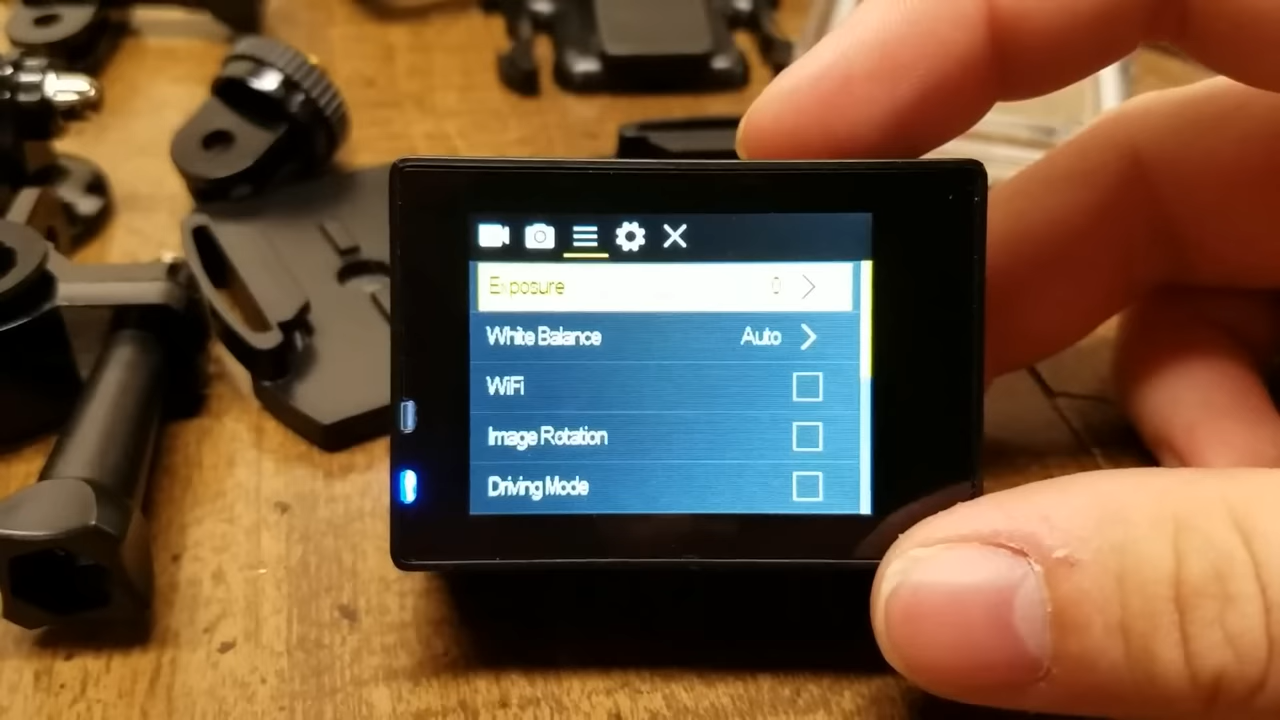 Exposure 0
White Balance Auto
WiFi
Image Rotation
Driving Mode